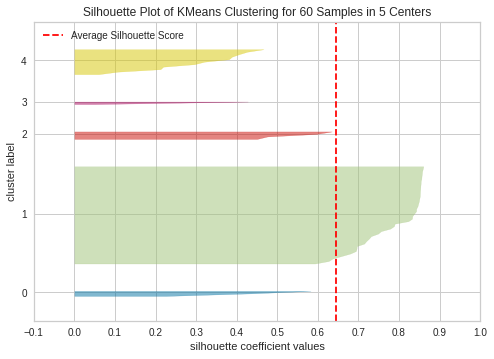 Silhouette Plot of KMeans Clustering for 60 Samples in 5 Centers
Average Silhouette Score
cluster label
4
3
2
1
0
-0.1 0.0 0.1 0.2 0.3 0.4 0.5 0.6 0.7 0.8 0.9 1.0
silhouette coefficient values